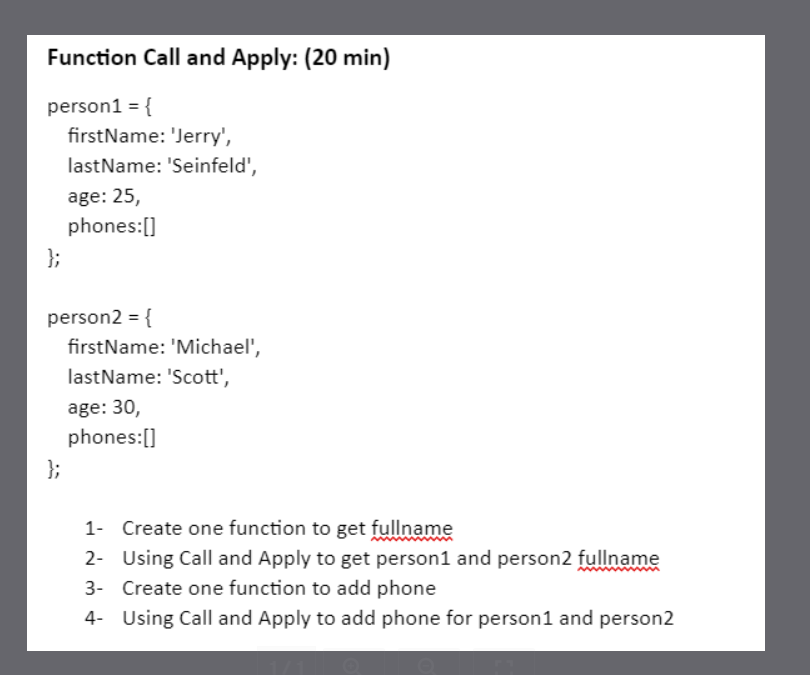 Function Call and Apply: (20 min)
person1 = {
firstName: 'Jerry',
lastName: 'Seinfeld',
age: 25,
phones:[]
};
person2 = {
firstName: 'Michael',
lastName: 'Scott',
age: 30,
phones:[]
};
1- Create one function to get fullname
2- Using Call and Apply to get person1 and person2 fullname
3- Create one function to add phone
4- Using Call and Apply to add phone for person1 and person2
1/1